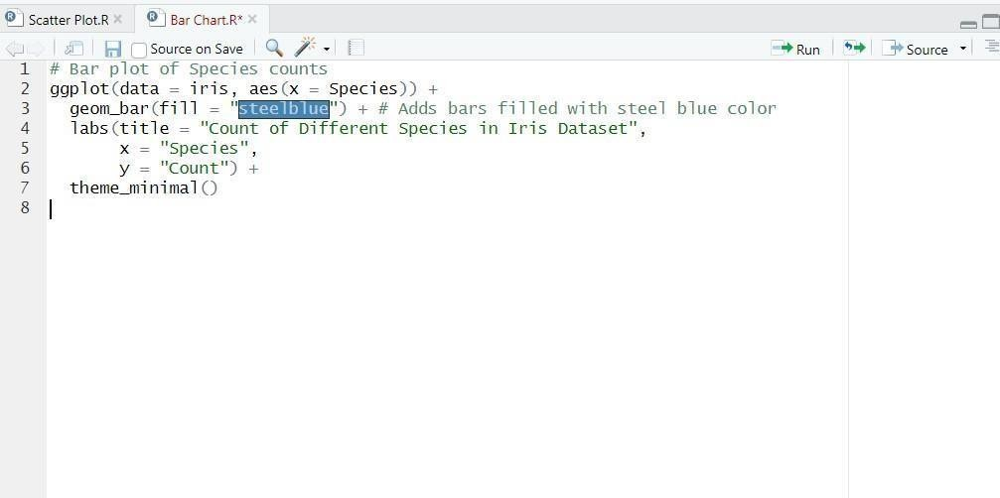 Scatter Plot.R
Bar Chart.R*
Source on Save
Run
Source
1 # Bar plot of Species counts
2 ggplot(data = iris, aes(x = Species)) +
3   geom_bar(fill = "steelblue") + # Adds bars filled with steel blue color
4   labs(title = "Count of Different Species in Iris Dataset",
5        x = "Species",
6        y = "Count") +
7   theme_minimal()
8